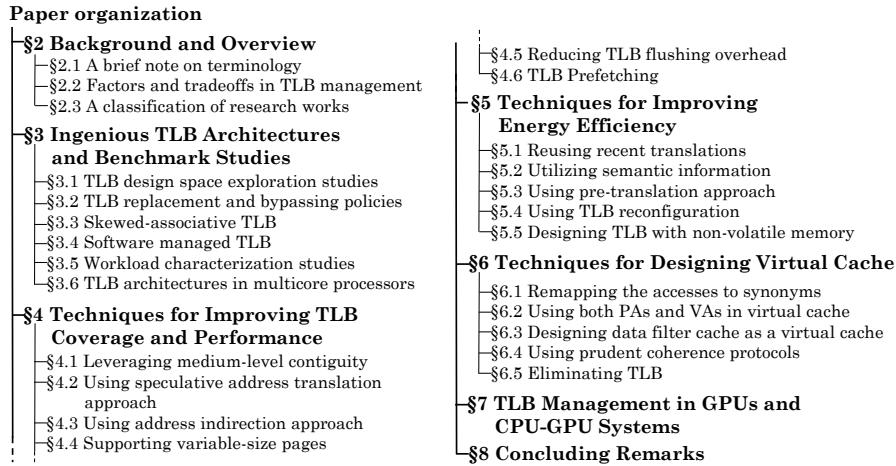 Paper organization
§2 Background and Overview
§2.1 A brief note on terminology
§2.2 Factors and tradeoffs in TLB management
§2.3 A classification of research works
§3 Ingenious TLB Architectures
and Benchmark Studies
§3.1 TLB design space exploration studies
§3.2 TLB replacement and bypassing policies
§3.3 Skewed-associative TLB
§3.4 Software managed TLB
§3.5 Workload characterization studies
§3.6 TLB architectures in multicore processors
§4 Techniques for Improving TLB
Coverage and Performance
§4.1 Leveraging medium-level contiguity
§4.2 Using speculative address translation
approach
§4.3 Using address indirection approach
§4.4 Supporting variable-size pages
§4.5 Reducing TLB flushing overhead
§4.6 TLB Prefetching
§5 Techniques for Improving
Energy Efficiency
§5.1 Reusing recent translations
§5.2 Utilizing semantic information
§5.3 Using pre-translation approach
§5.4 Using TLB reconfiguration
§5.5 Designing TLB with non-volatile memory
§6 Techniques for Designing Virtual Cache
§6.1 Remapping the accesses to synonyms
§6.2 Using both PAs and VAs in virtual cache
§6.3 Designing data filter cache as a virtual cache
§6.4 Using prudent coherence protocols
§6.5 Eliminating TLB
§7 TLB Management in GPUs and
CPU-GPU Systems
§8 Concluding Remarks